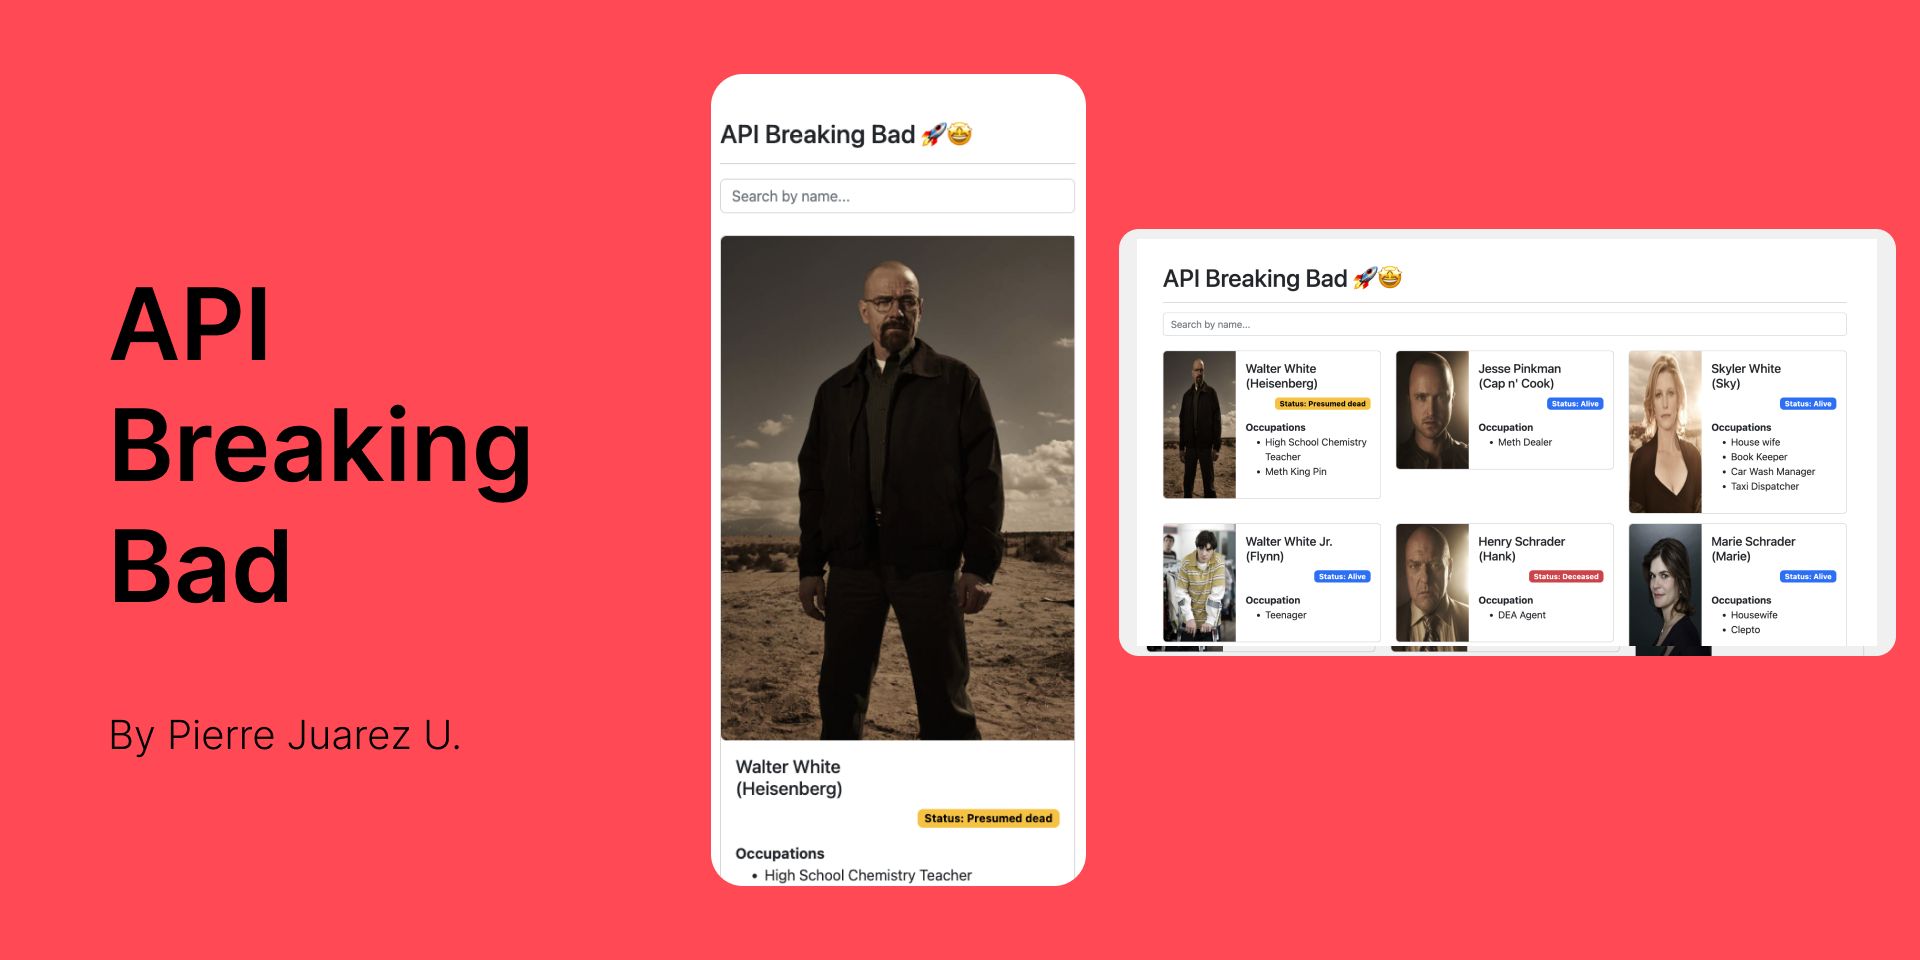 API
Breaking
Bad
By Pierre Juarez U.
API Breaking Bad 🚀🤩
Search by name...
Walter White
(Heisenberg)
Status: Presumed dead
Occupations
• High School Chemistry Teacher
API Breaking Bad 🚀🤩
Search by name...
Walter White
(Heisenberg)
Status: Presumed dead
Occupations
• High School Chemistry
Teacher
• Meth King Pin
Jesse Pinkman
(Cap n' Cook)
Status: Alive
Occupation
• Meth Dealer
Skyler White
(Sky)
Status: Alive
Occupations
• House wife
• Book Keeper
• Car Wash Manager
• Taxi Dispatcher
Walter White Jr.
(Flynn)
Status: Alive
Occupation
• Teenager
Henry Schrader
(Hank)
Status: Deceased
Occupation
• DEA Agent
Marie Schrader
(Marie)
Status: Alive
Occupations
• Housewife
• Clepto